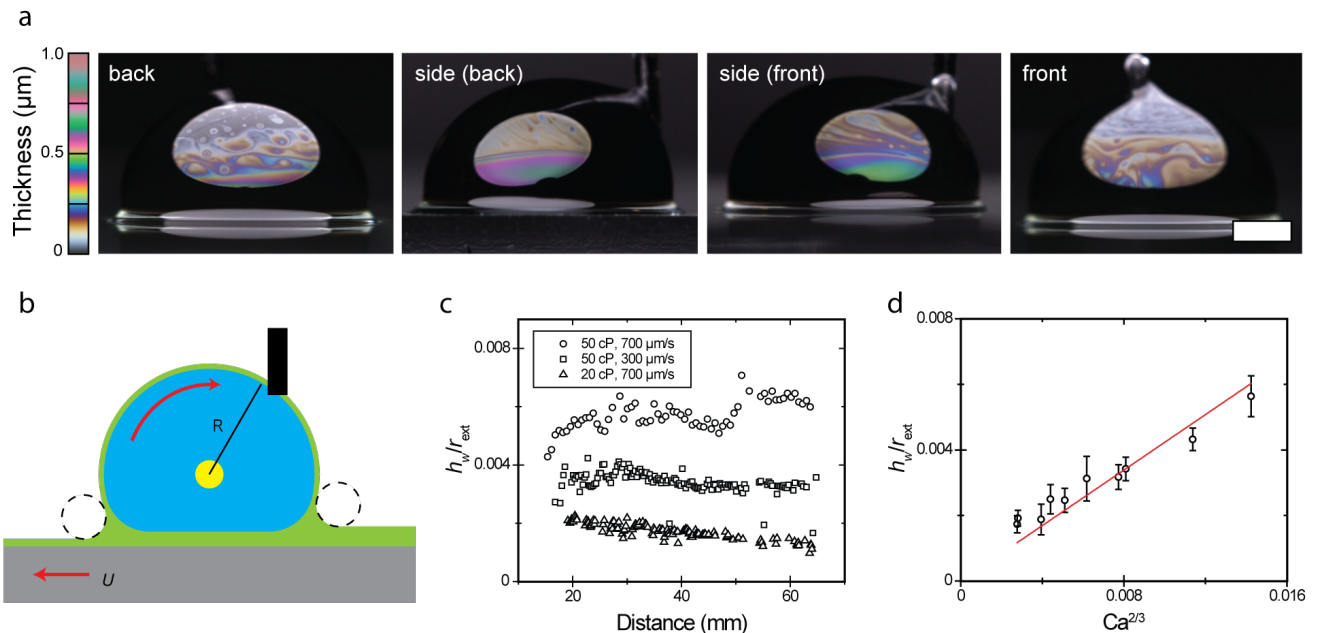 a
Thickness (μm)
1.0
0.5
0
back
side (back)
side (front)
front
b
R
U
c
h_w/r_ext
0.008
0.004
0
50 cP, 700 μm/s
50 cP, 300 μm/s
20 cP, 700 μm/s
20
40
60
Distance (mm)
d
h_w/r_ext
0.008
0.004
0
0
0.008
0.016
Ca^2/3